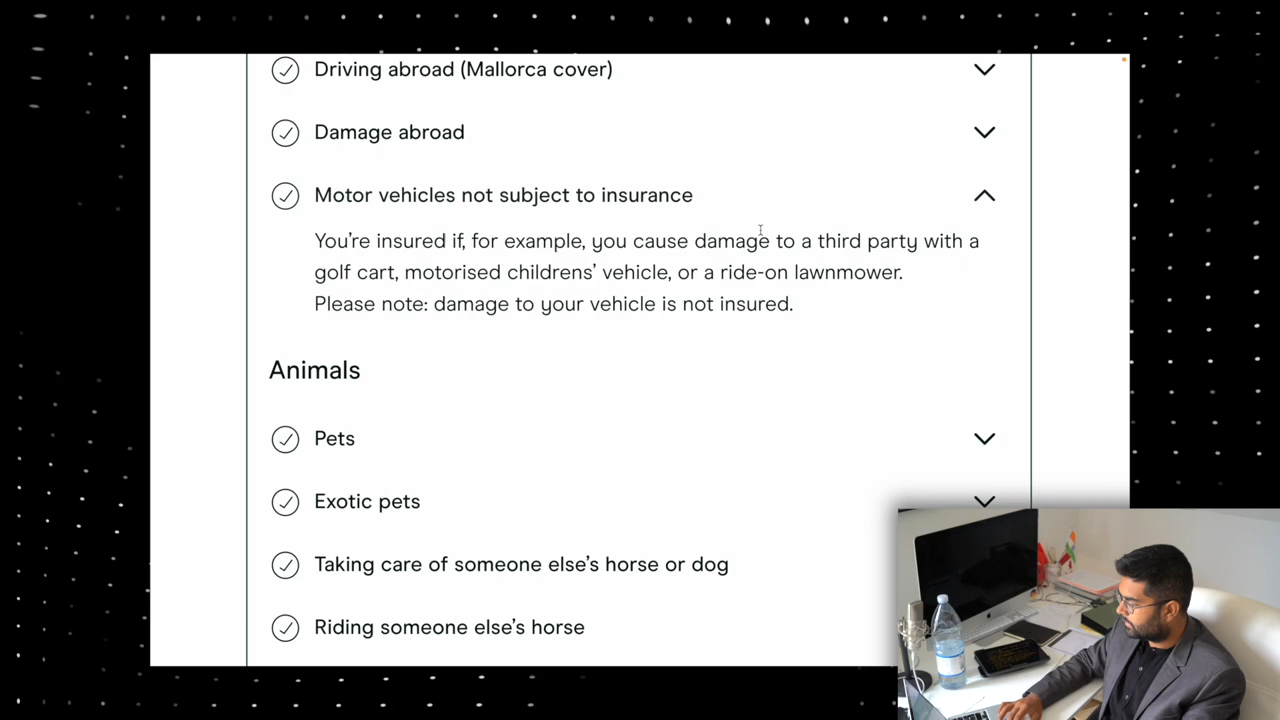 Driving abroad (Mallorca cover)
Damage abroad
Motor vehicles not subject to insurance
You’re insured if, for example, you cause damage to a third party with a
golf cart, motorised childrens’ vehicle, or a ride-on lawnmower.
Please note: damage to your vehicle is not insured.
Animals
Pets
Exotic pets
Taking care of someone else’s horse or dog
Riding someone else’s horse